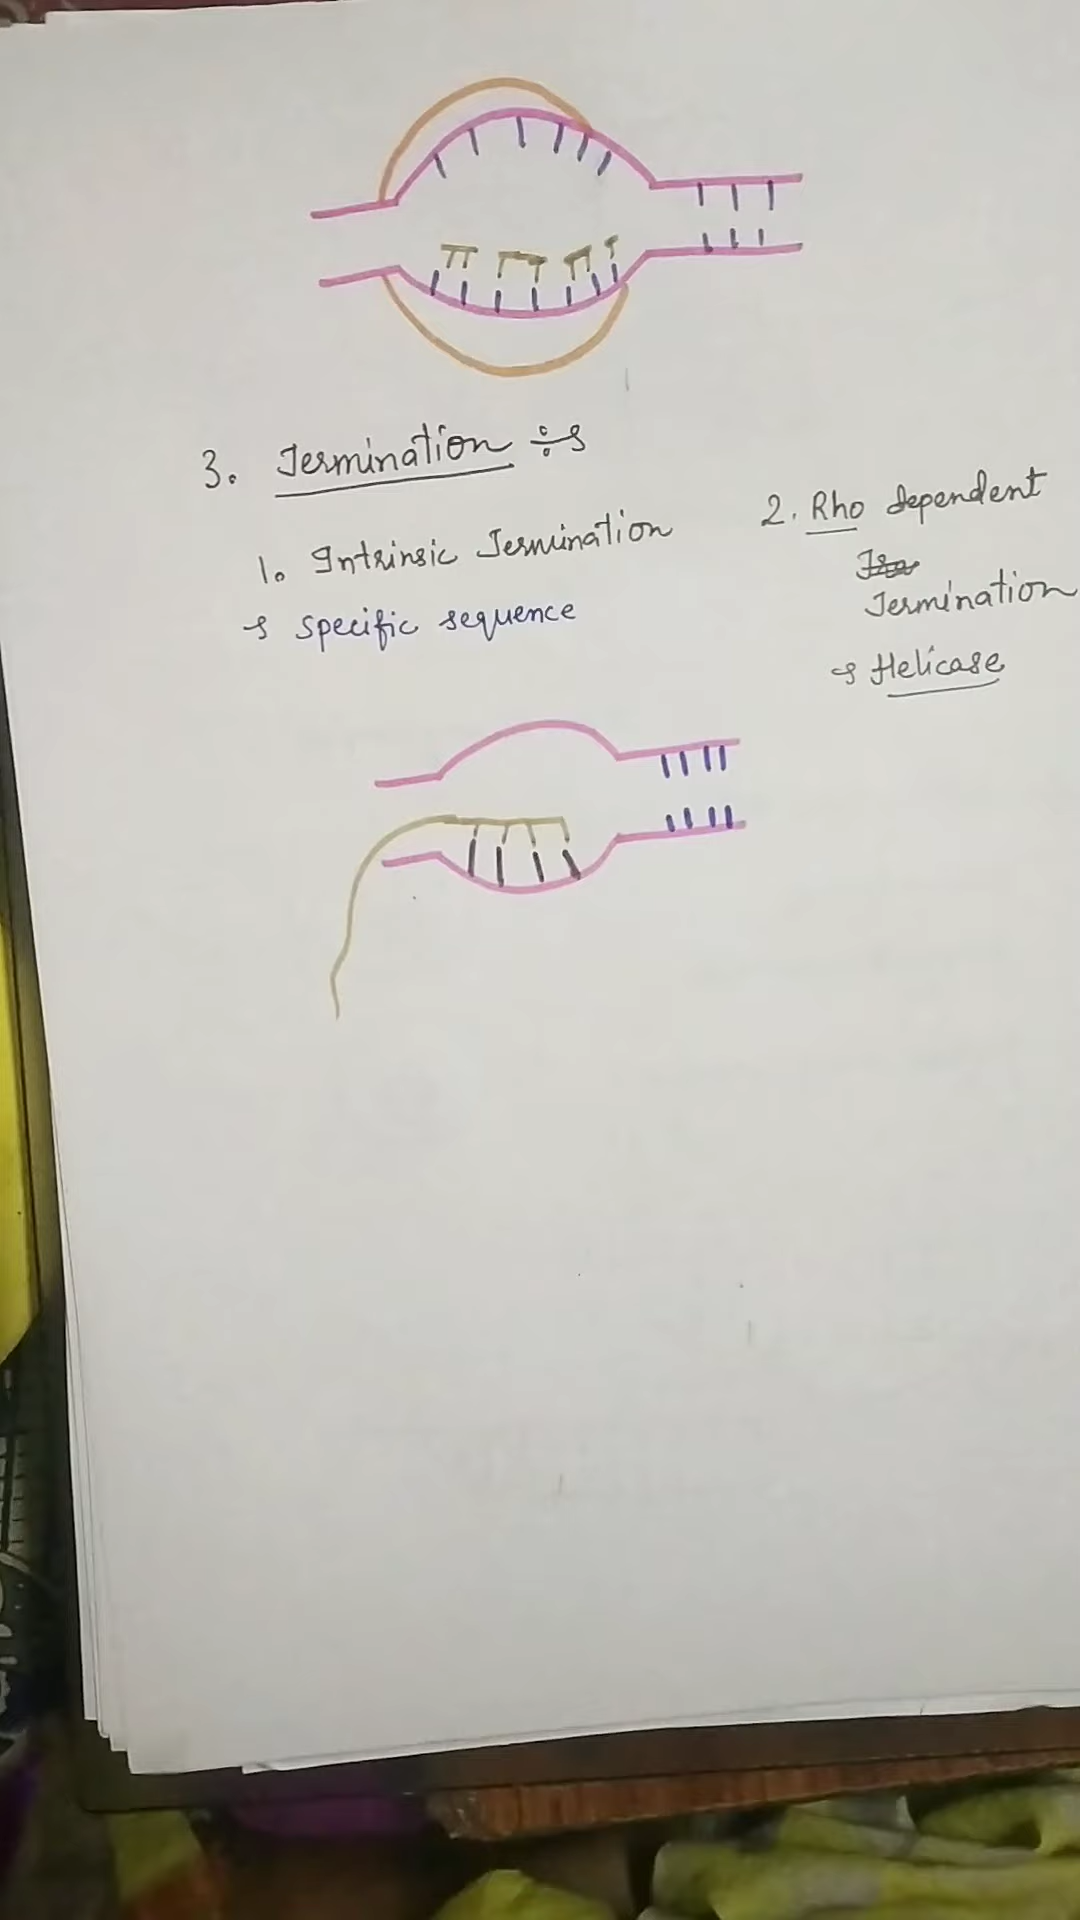 3. Termination :-
1. Intrinsic Termination
→ Specific sequence
2. Rho dependent
Termination
→ Helicase